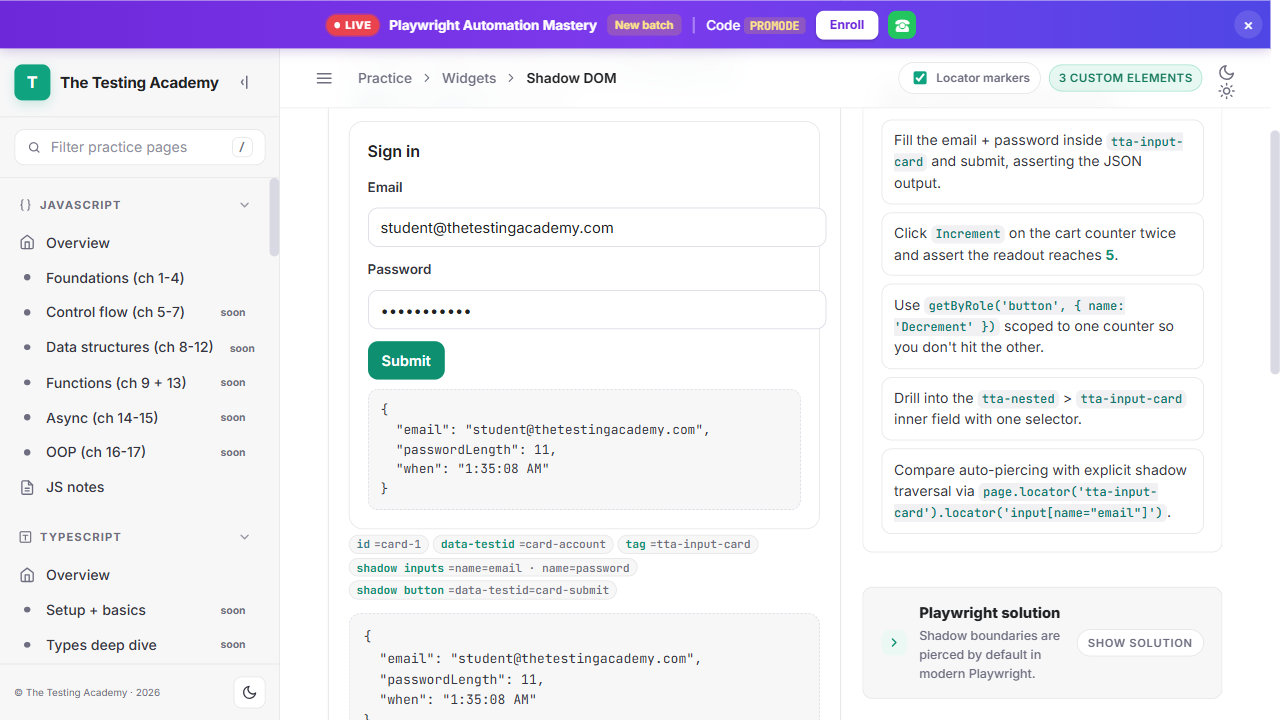 LIVE Playwright Automation Mastery New batch Code PROMODE Enroll ×
T The Testing Academy
Filter practice pages /
JAVASCRIPT
Overview
Foundations (ch 1-4)
Control flow (ch 5-7) soon
Data structures (ch 8-12) soon
Functions (ch 9 + 13) soon
Async (ch 14-15) soon
OOP (ch 16-17) soon
JS notes
TYPESCRIPT
Overview
Setup + basics soon
Types deep dive soon
© The Testing Academy · 2026
Practice > Widgets > Shadow DOM
Locator markers 3 CUSTOM ELEMENTS
Sign in
Email
student@thetestingacademy.com
Password
•••••••••••
Submit
{
"email": "student@thetestingacademy.com",
"passwordLength": 11,
"when": "1:35:08 AM"
}
id =card-1 data-testid =card-account tag =tta-input-card
shadow inputs =name=email · name=password
shadow button =data-testid=card-submit
{
"email": "student@thetestingacademy.com",
"passwordLength": 11,
"when": "1:35:08 AM"
}
Fill the email + password inside tta-input-
card and submit, asserting the JSON
output.
Click Increment on the cart counter twice
and assert the readout reaches 5.
Use getByRole('button', { name:
'Decrement' }) scoped to one counter so
you don't hit the other.
Drill into the tta-nested > tta-input-card
inner field with one selector.
Compare auto-piercing with explicit shadow
traversal via page.locator('tta-input-
card').locator('input[name="email"]').
Playwright solution
Shadow boundaries are
pierced by default in
modern Playwright.
SHOW SOLUTION